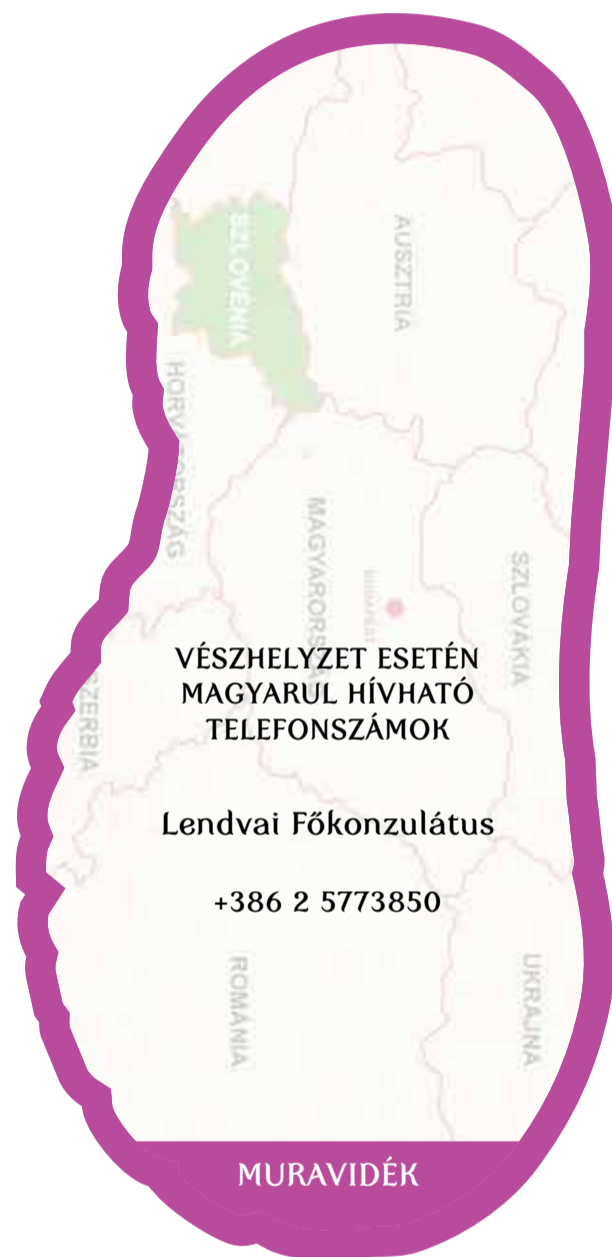 SZLOVÉNIA
AUSZTRIA
HORVÁTORSZÁG
MAGYARORSZÁG
BUDAPEST
SZLOVÁKIA
SZERBIA
VÉSZHELYZET ESETÉN
MAGYARUL HÍVHATÓ
TELEFONSZÁMOK
Lendvai Főkonzulátus
+386 2 5773850
ROMÁNIA
UKRAJNA
MURAVIDÉK